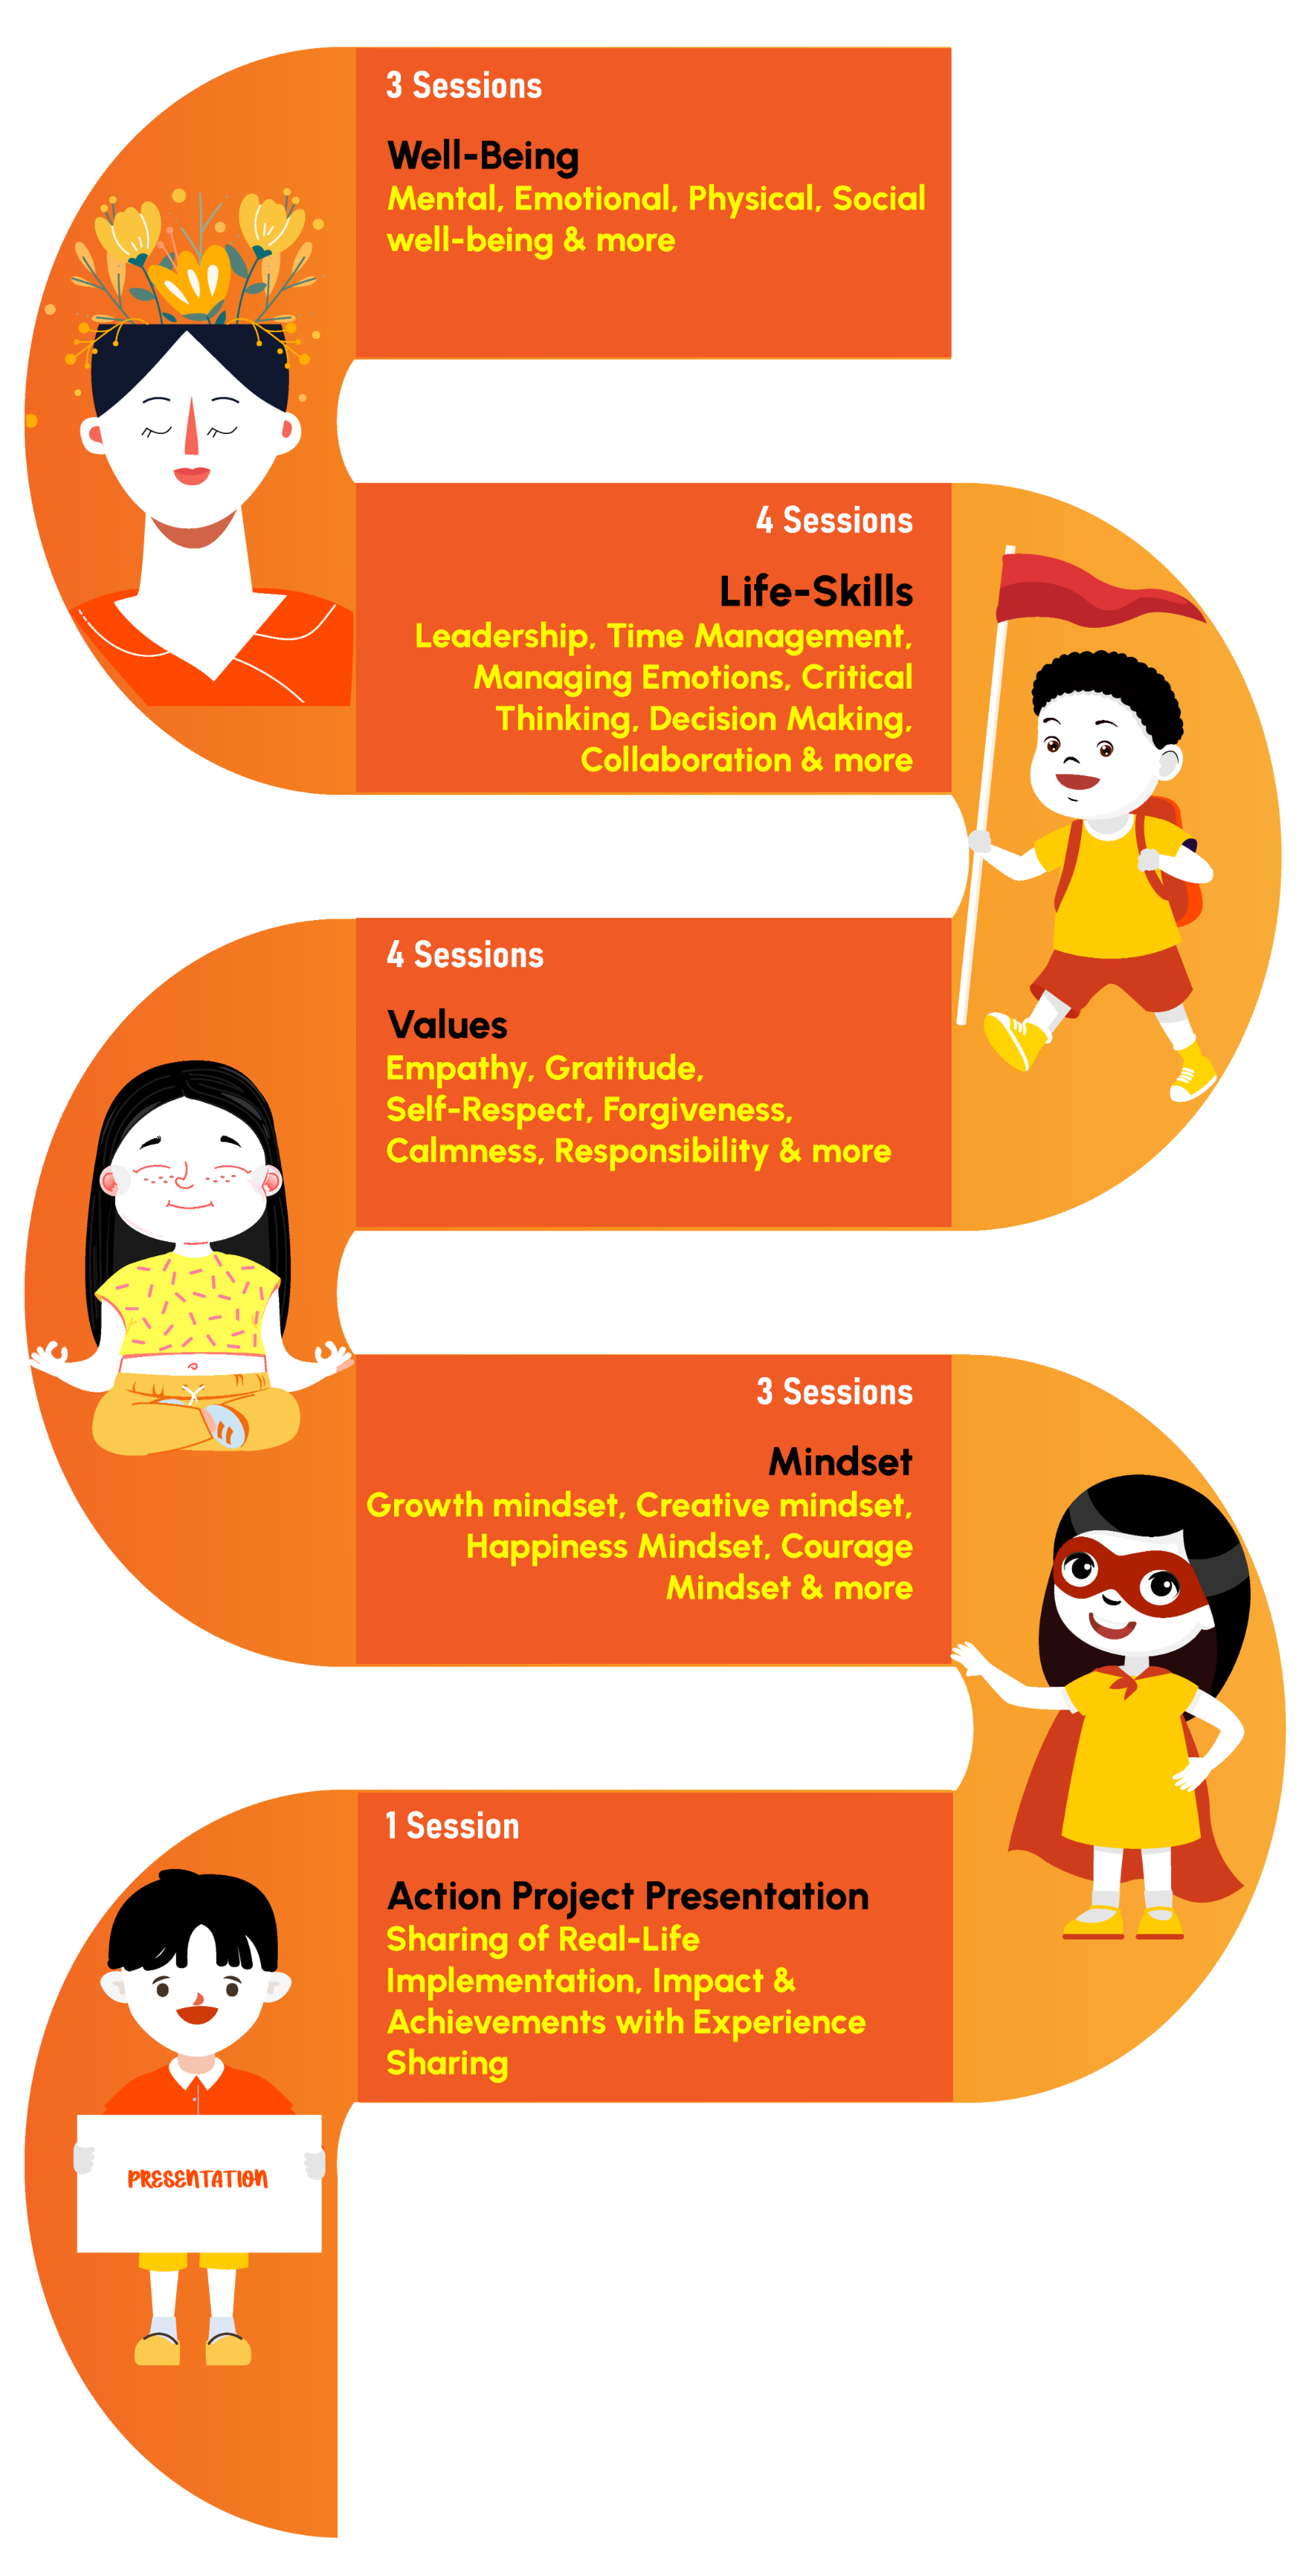 3 Sessions
Well-Being
Mental, Emotional, Physical, Social
well-being & more
4 Sessions
Life-Skills
Leadership, Time Management,
Managing Emotions, Critical
Thinking, Decision Making,
Collaboration & more
4 Sessions
Values
Empathy, Gratitude,
Self-Respect, Forgiveness,
Calmness, Responsibility & more
3 Sessions
Mindset
Growth mindset, Creative mindset,
Happiness Mindset, Courage
Mindset & more
1 Session
Action Project Presentation
Sharing of Real-Life
Implementation, Impact &
Achievements with Experience
Sharing
PRESENTATION